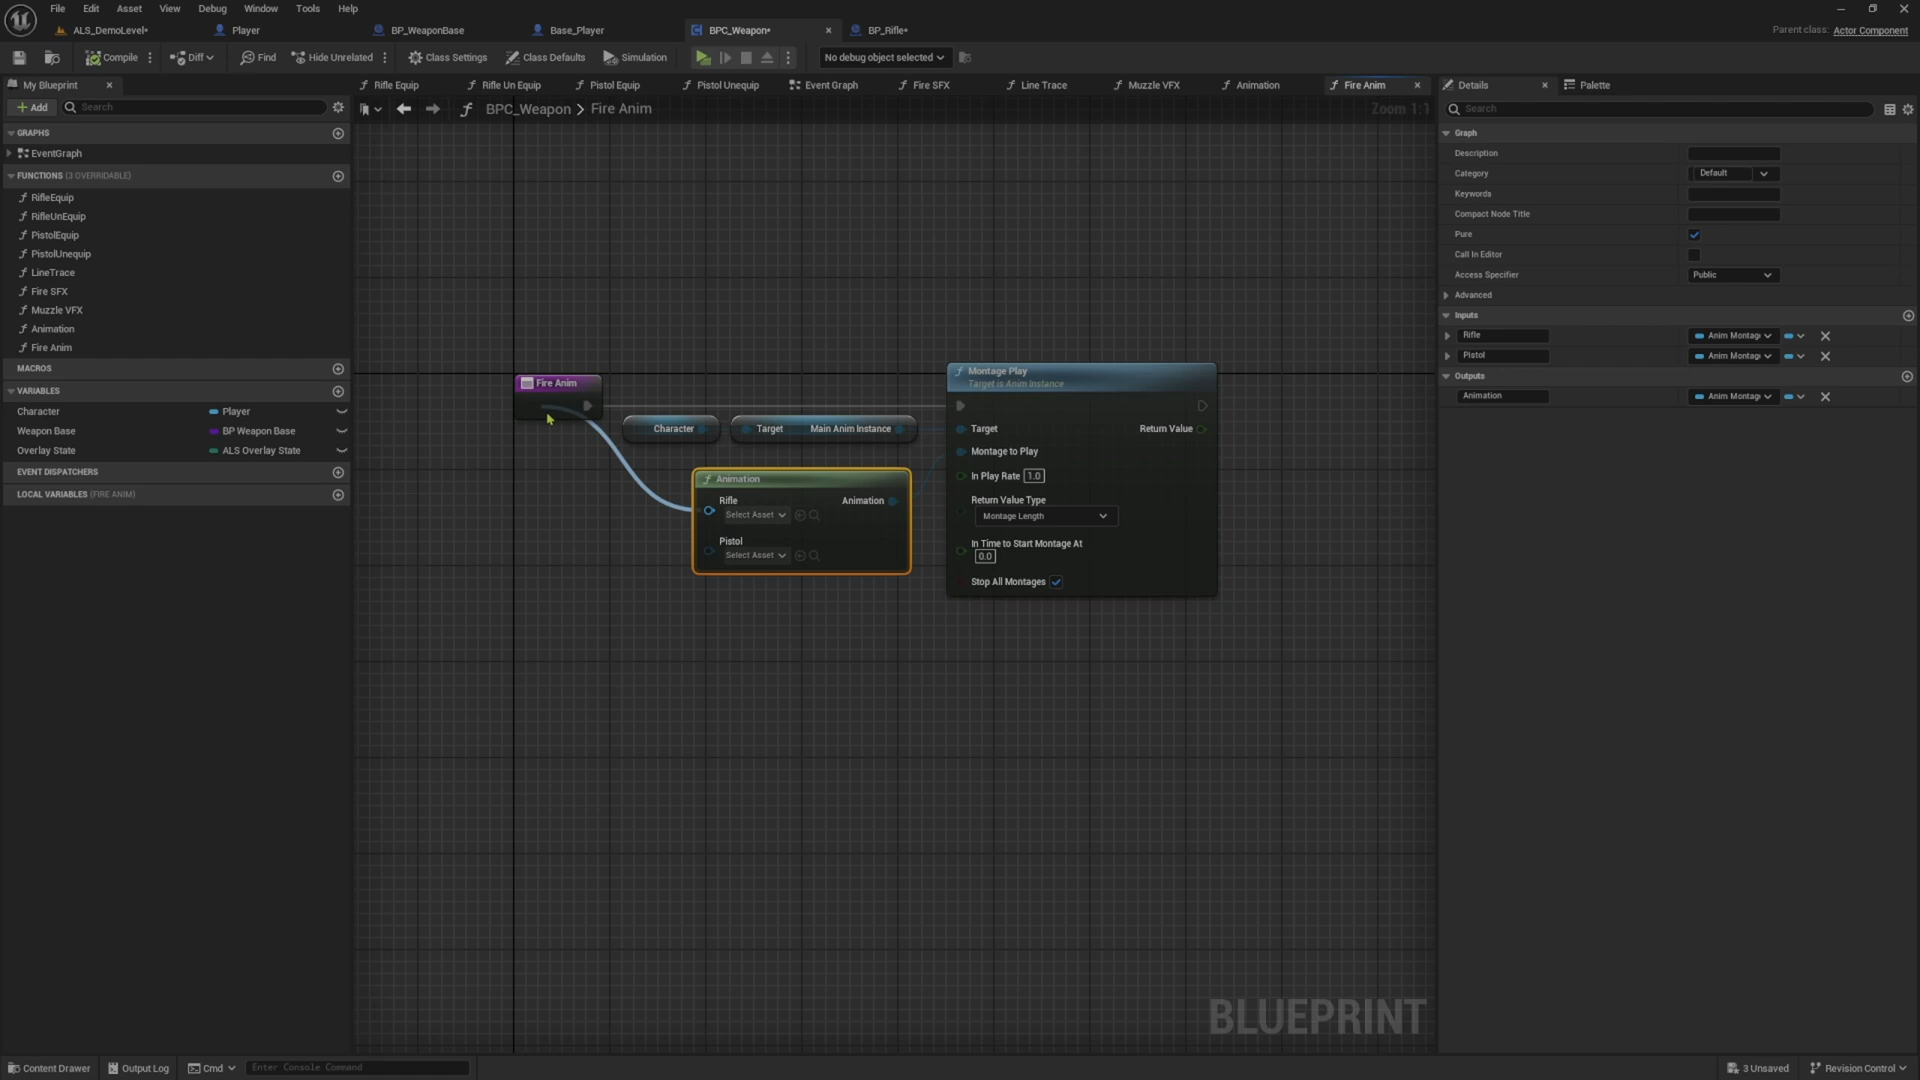 File Edit Asset View Debug Window Tools Help
ALS_DemoLevel* Player BP_WeaponBase Base_Player BPC_Weapon* BP_Rifle* Parent class: Actor Component
Compile Diff Find Hide Unrelated Class Settings Class Defaults Simulation No debug object selected
My Blueprint Rifle Equip Rifle Un Equip Pistol Equip Pistol Unequip Event Graph Fire SFX Line Trace Muzzle VFX Animation Fire Anim Details Palette
Add Search BPC_Weapon > Fire Anim Zoom 1:1 Search
GRAPHS
EventGraph
FUNCTIONS (3 OVERRIDABLE)
RifleEquip
RifleUnEquip
PistolEquip
PistolUnequip
LineTrace
Fire SFX
Muzzle VFX
Animation
Fire Anim
MACROS
VARIABLES
Character Player
Weapon Base BP Weapon Base
Overlay State ALS Overlay State
EVENT DISPATCHERS
LOCAL VARIABLES (FIRE ANIM)
Fire Anim
Character
Target Main Anim Instance
Animation
Rifle Animation
Select Asset
Pistol
Select Asset
Montage Play
Target is Anim Instance
Target Return Value
Montage to Play
In Play Rate 1.0
Return Value Type
Montage Length
In Time to Start Montage At
0.0
Stop All Montages
BLUEPRINT
Graph
Description
Category Default
Keywords
Compact Node Title
Pure
Call In Editor
Access Specifier Public
Advanced
Inputs
Rifle Anim Montag
Pistol Anim Montag
Outputs
Animation Anim Montag
Content Drawer Output Log Cmd Enter Console Command 3 Unsaved Revision Control